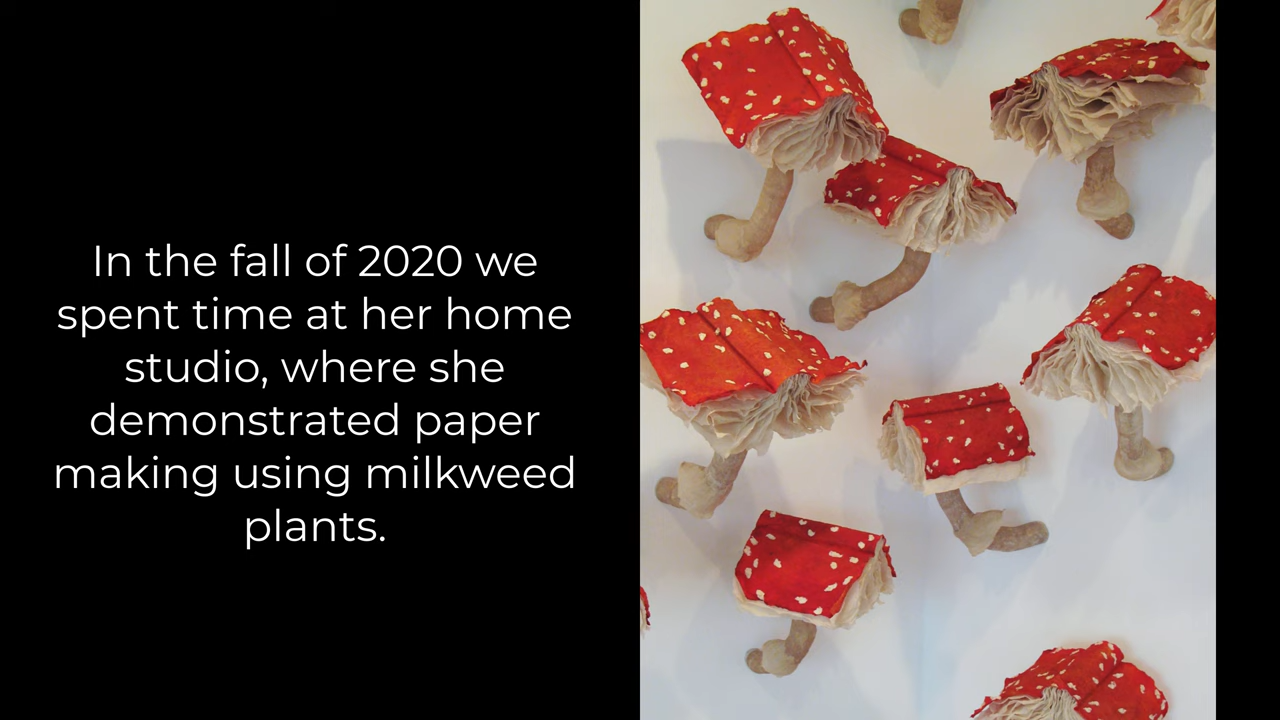 In the fall of 2020 we
spent time at her home
studio, where she
demonstrated paper
making using milkweed
plants.